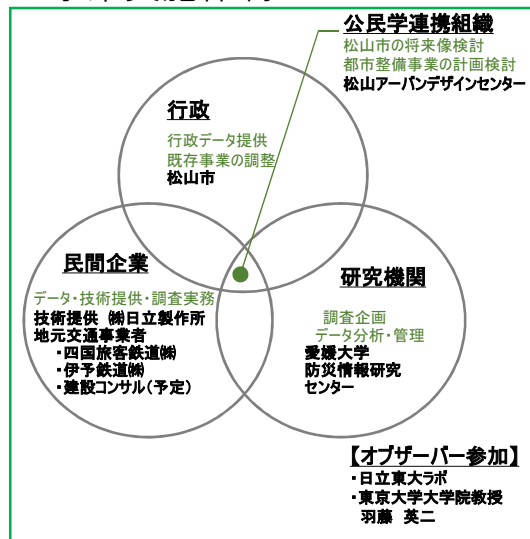 公民学連携組織
松山市の将来像検討
都市整備事業の計画検討
松山アーバンデザインセンター
行政
行政データ提供
既存事業の調整
松山市
民間企業
データ・技術提供・調査実務
技術提供 ㈱日立製作所
地元交通事業者
・四国旅客鉄道㈱
・伊予鉄道㈱
・建設コンサル（予定）
研究機関
調査企画
データ分析・管理
愛媛大学
防災情報研究
センター
【オブザーバー参加】
・日立東大ラボ
・東京大学大学院教授
羽藤 英二